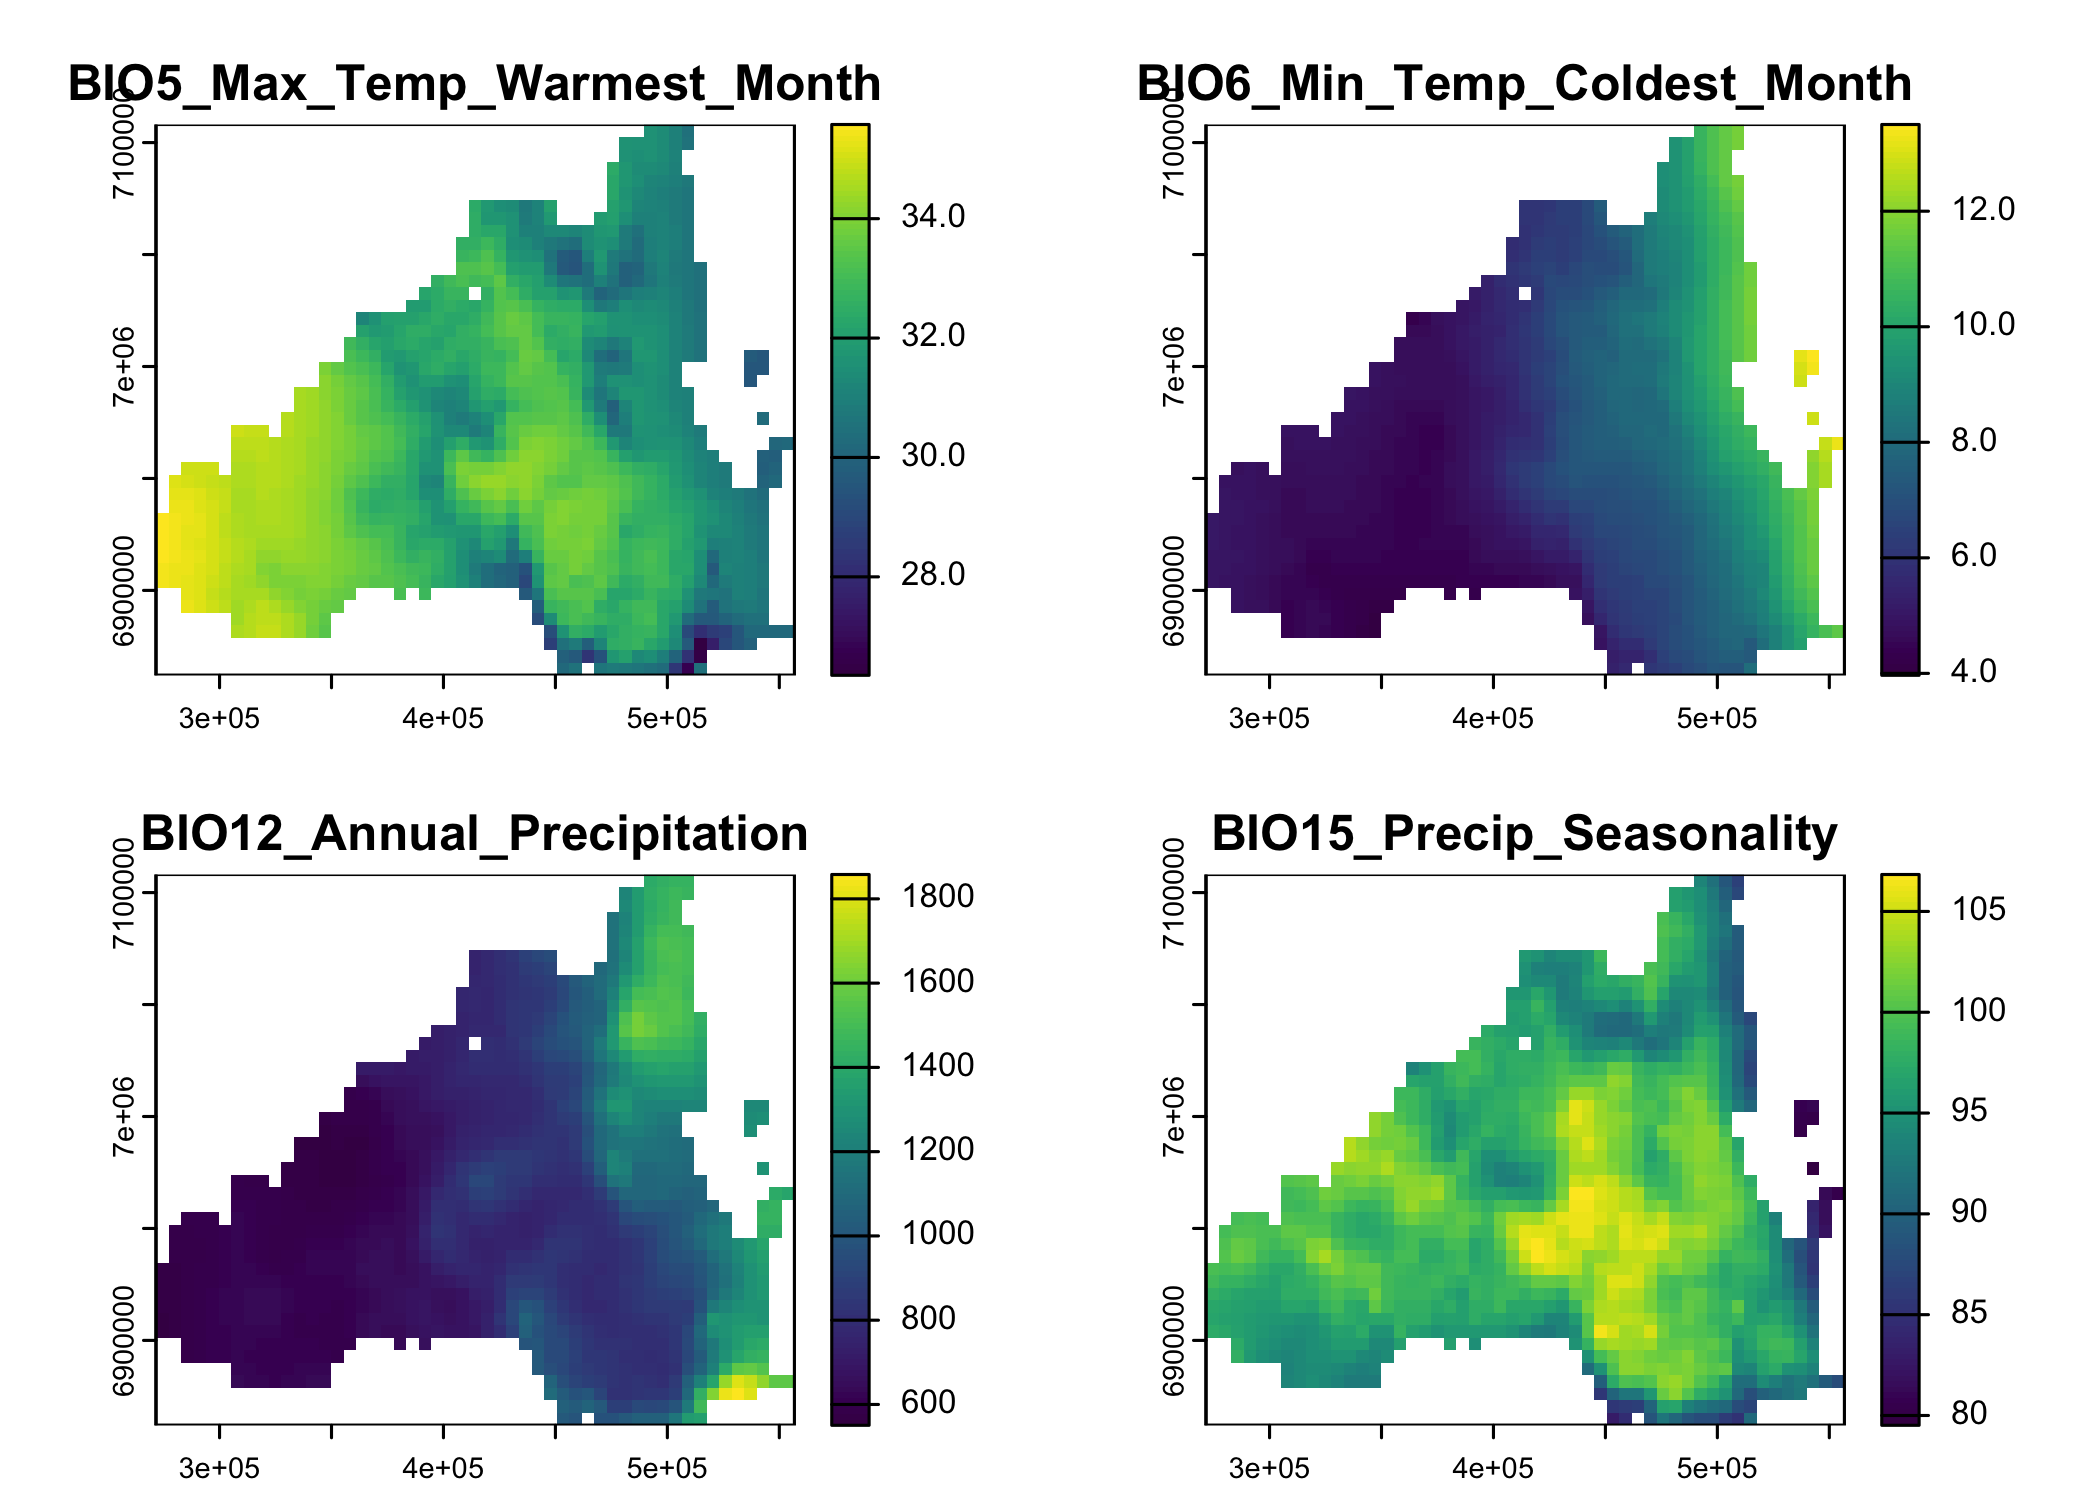 BIO5_Max_Temp_Warmest_Month
7100000
7e+06
6900000
3e+05 4e+05 5e+05
34.0
32.0
30.0
28.0
BIO6_Min_Temp_Coldest_Month
7100000
7e+06
6900000
3e+05 4e+05 5e+05
12.0
10.0
8.0
6.0
4.0
BIO12_Annual_Precipitation
7100000
7e+06
6900000
3e+05 4e+05 5e+05
1800
1600
1400
1200
1000
800
600
BIO15_Precip_Seasonality
7100000
7e+06
6900000
3e+05 4e+05 5e+05
105
100
95
90
85
80